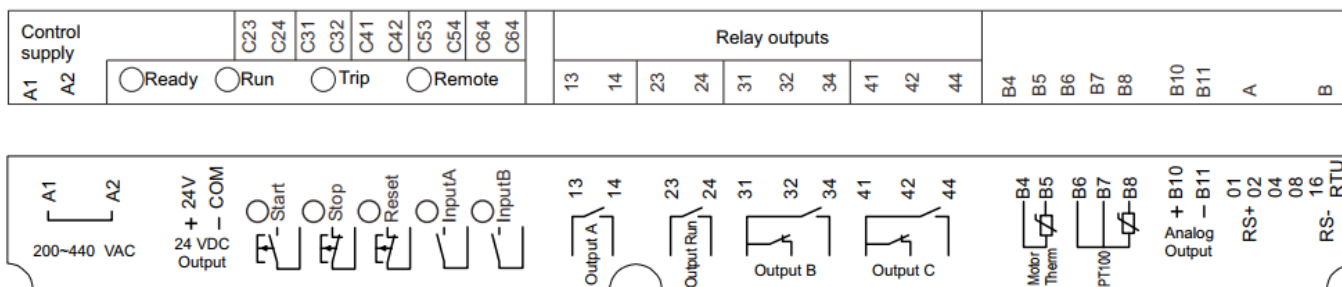 Control supply
C23 C24 C31 C32 C41 C42 C53 C54 C64 C64
Relay outputs
A1 A2
Ready Run Trip Remote
13 14 23 24 31 32 34 41 42 44
B4 B5 B6 B7 B8 B10 B11 A B
A1 A2
200~440 VAC
+ 24V
- COM
24 VDC
Output
Start
Stop
Reset
InputA
InputB
13 14
Output A
23 24
Output Run
31 32 34
Output B
41 42 44
Output C
B4 B5
Motor
Therm
B6 B7 B8
PT100
+ B10
- B11
Analog
Output
01
RS+ 02
04
08
16
RS- RTU